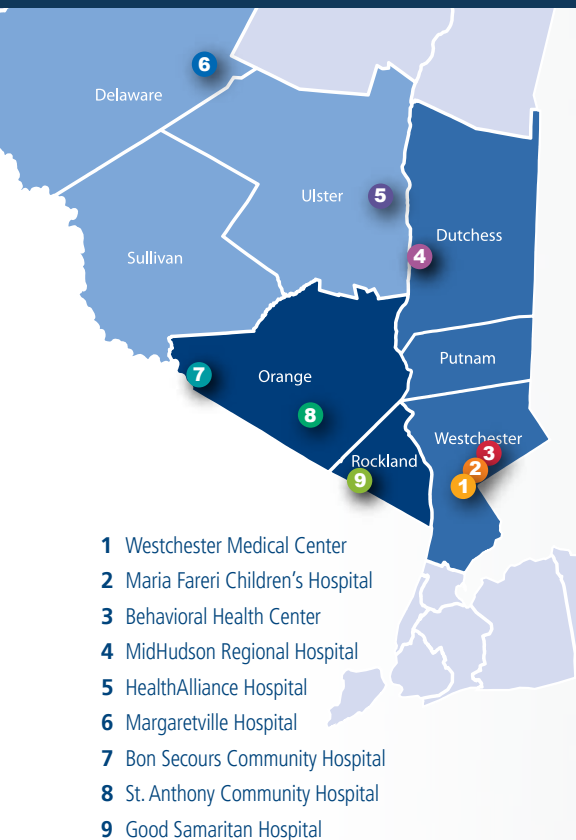 6
Delaware
Ulster
5
Dutchess
4
Sullivan
Putnam
7
Orange
8
Westchester
3
Rockland
2
9
1
1 Westchester Medical Center
2 Maria Fareri Children's Hospital
3 Behavioral Health Center
4 MidHudson Regional Hospital
5 HealthAlliance Hospital
6 Margaretville Hospital
7 Bon Secours Community Hospital
8 St. Anthony Community Hospital
9 Good Samaritan Hospital